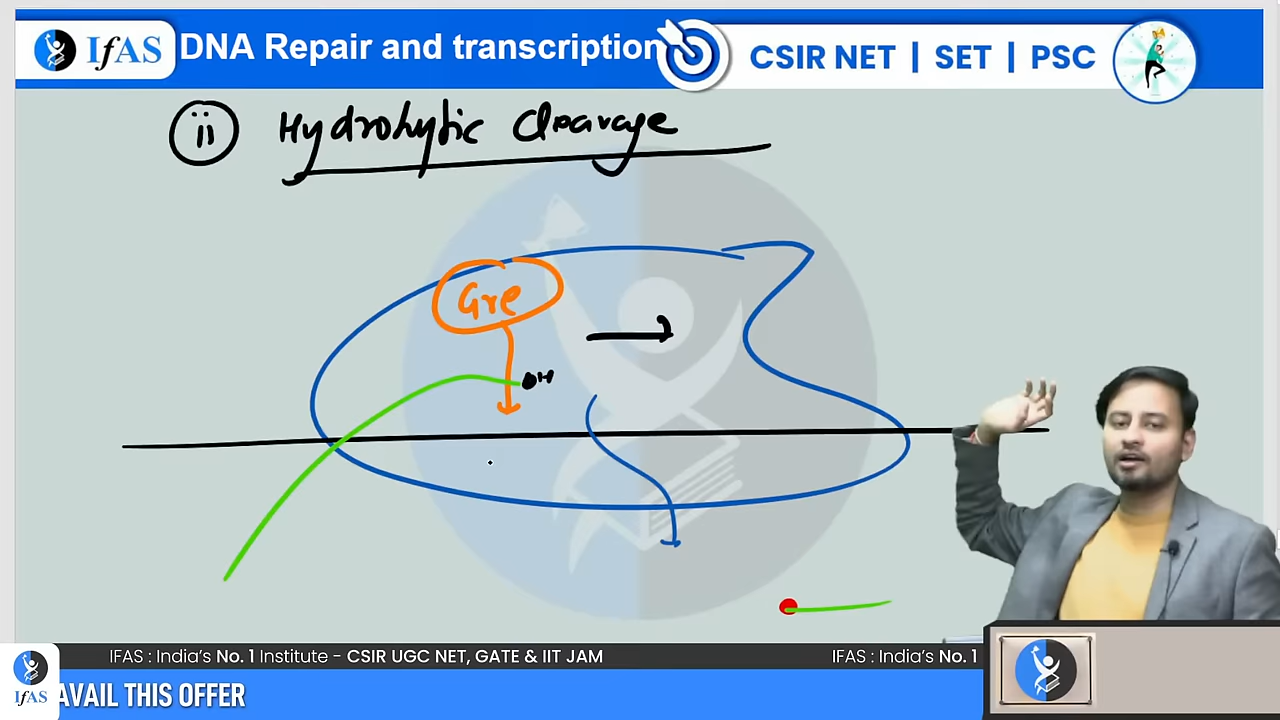 IfAS DNA Repair and transcription
CSIR NET | SET | PSC
ii Hydrolytic Cleavage
Gre
OH
IFAS : India's No. 1 Institute - CSIR UGC NET, GATE & IIT JAM
IFAS : India's No. 1
IfAS
AVAIL THIS OFFER